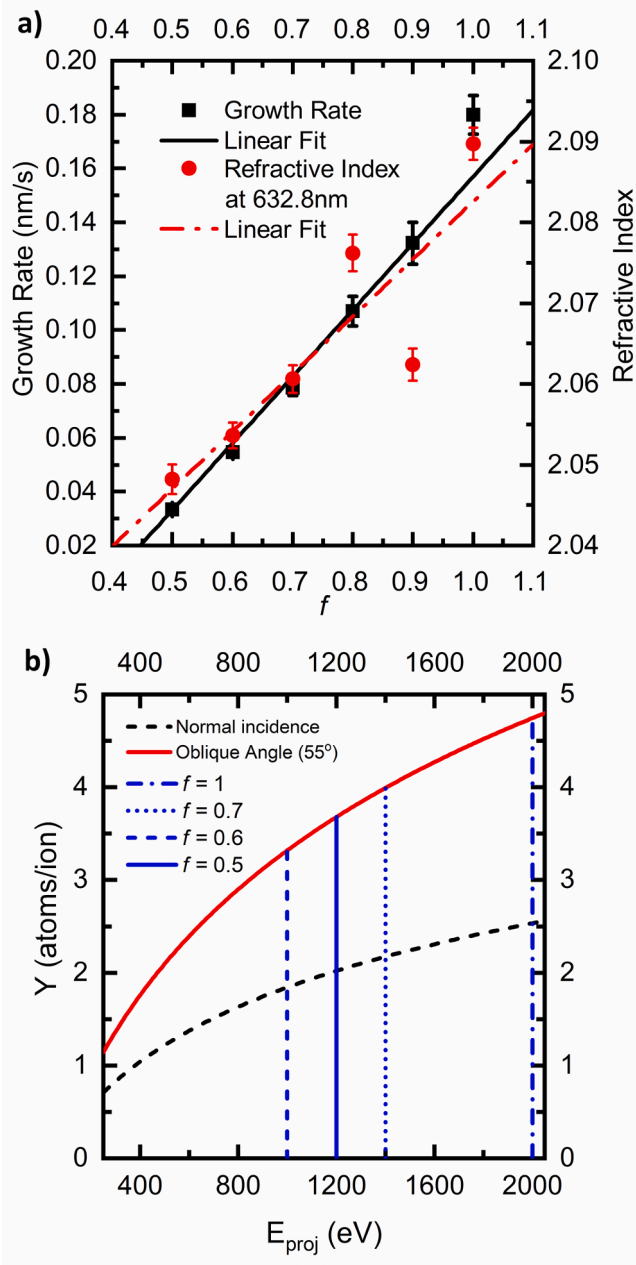 a)
0.4 0.5 0.6 0.7 0.8 0.9 1.0 1.1
0.20
0.18
0.16
0.14
0.12
0.10
0.08
0.06
0.04
0.02
Growth Rate (nm/s)
Growth Rate
Linear Fit
Refractive Index
at 632.8nm
Linear Fit
2.10
2.09
2.08
2.07
2.06
2.05
2.04
Refractive Index
0.4 0.5 0.6 0.7 0.8 0.9 1.0 1.1
f
b)
400 800 1200 1600 2000
5
4
3
2
1
0
Y (atoms/ion)
Normal incidence
Oblique Angle (55°)
f = 1
f = 0.7
f = 0.6
f = 0.5
5
4
3
2
1
0
400 800 1200 1600 2000
Eproj (eV)